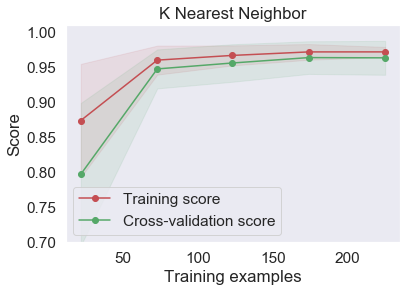 K Nearest Neighbor
1.00
0.95
0.90
0.85
0.80
0.75
0.70
Score
Training score
Cross-validation score
50 100 150 200
Training examples